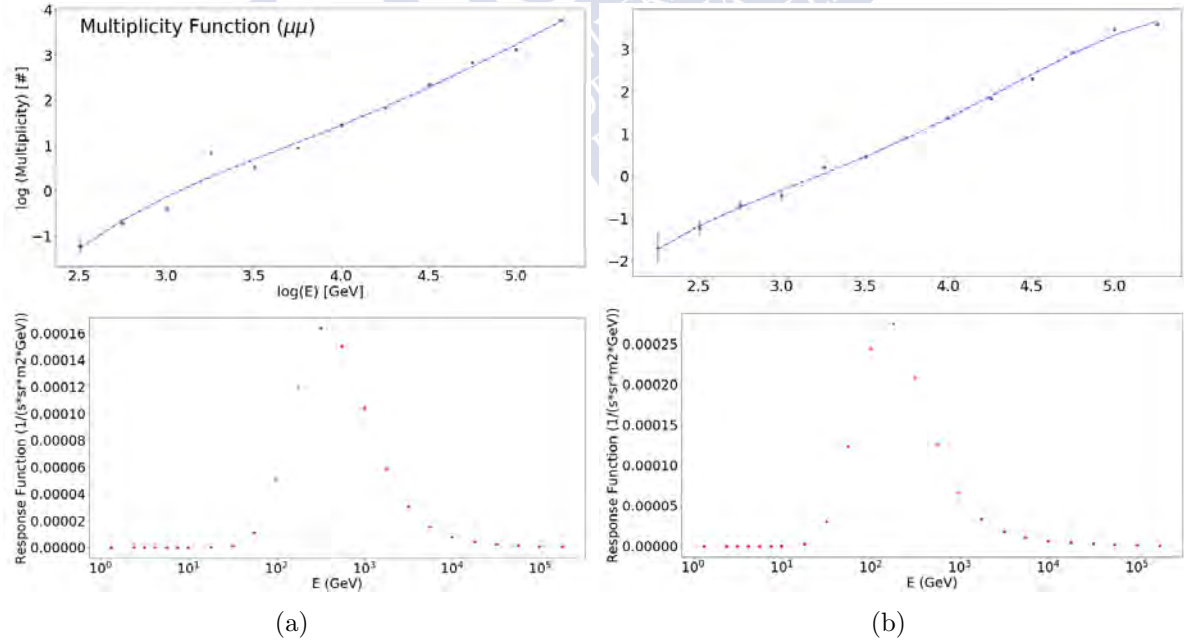 Multiplicity Function (μμ)
log (Multiplicity) [#]
4
3
2
1
0
−1
2.5 3.0 3.5 4.0 4.5 5.0
log(E) [GeV]
3
2
1
0
−1
−2
2.5 3.0 3.5 4.0 4.5 5.0
Response Function (1/(s*sr*m2*GeV))
0.00016
0.00014
0.00012
0.00010
0.00008
0.00006
0.00004
0.00002
0.00000
10⁰ 10¹ 10² 10³ 10⁴ 10⁵
E (GeV)
Response Function (1/(s*sr*m2*GeV))
0.00025
0.00020
0.00015
0.00010
0.00005
0.00000
10⁰ 10¹ 10² 10³ 10⁴ 10⁵
E (GeV)
(a)
(b)